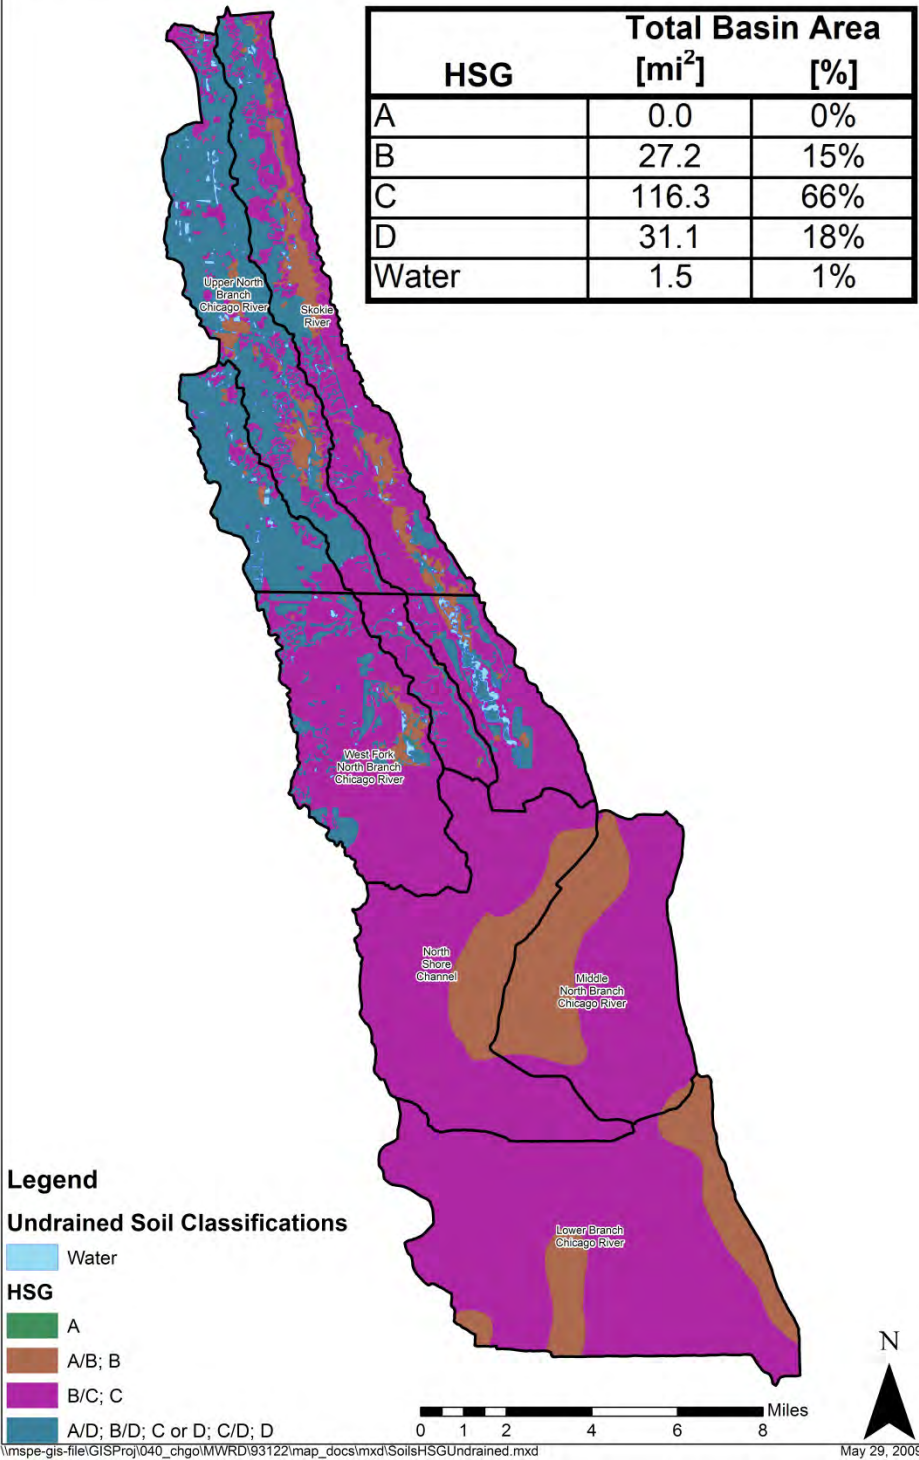 Total Basin Area
HSG [mi²] [%]
A 0.0 0%
B 27.2 15%
C 116.3 66%
D 31.1 18%
Water 1.5 1%
Upper North
Branch
Chicago River
Skokie
River
West Fork
North Branch
Chicago River
North
Shore
Channel
Middle
North Branch
Chicago River
Lower Branch
Chicago River
Legend
Undrained Soil Classifications
Water
HSG
A
A/B; B
B/C; C
A/D; B/D; C or D; C/D; D
N
Miles
0 1 2 4 6 8
\\mspe-gis-file\GISProj\040_chgo\MWRD\93122\map_docs\mxd\SoilsHSGUndrained.mxd
May 29, 2009